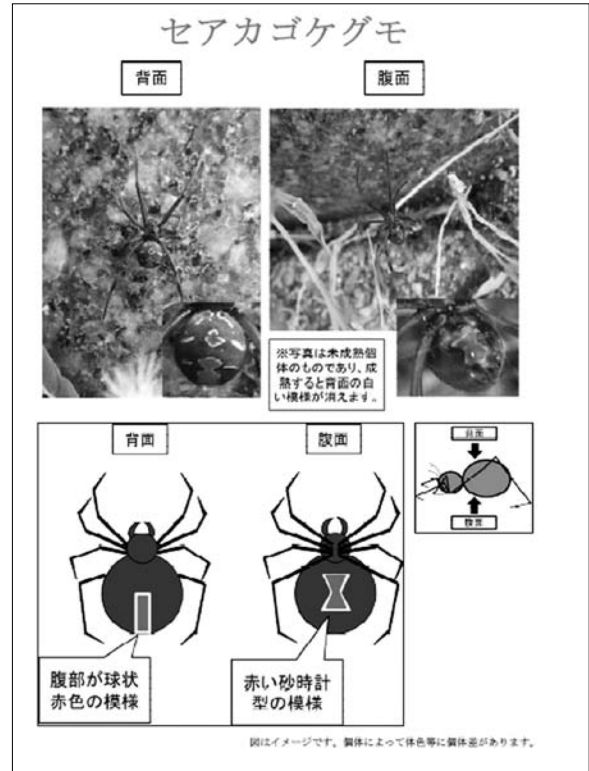 セアカゴケグモ
背面
腹面
※写真は未成熟個
体のものであり、成
熟すると背面の白
い模様が消えます。
背面
腹面
背面
腹面
腹部が球状
赤色の模様
赤い砂時計
型の模様
図はイメージです。個体によって体色等に個体差があります。